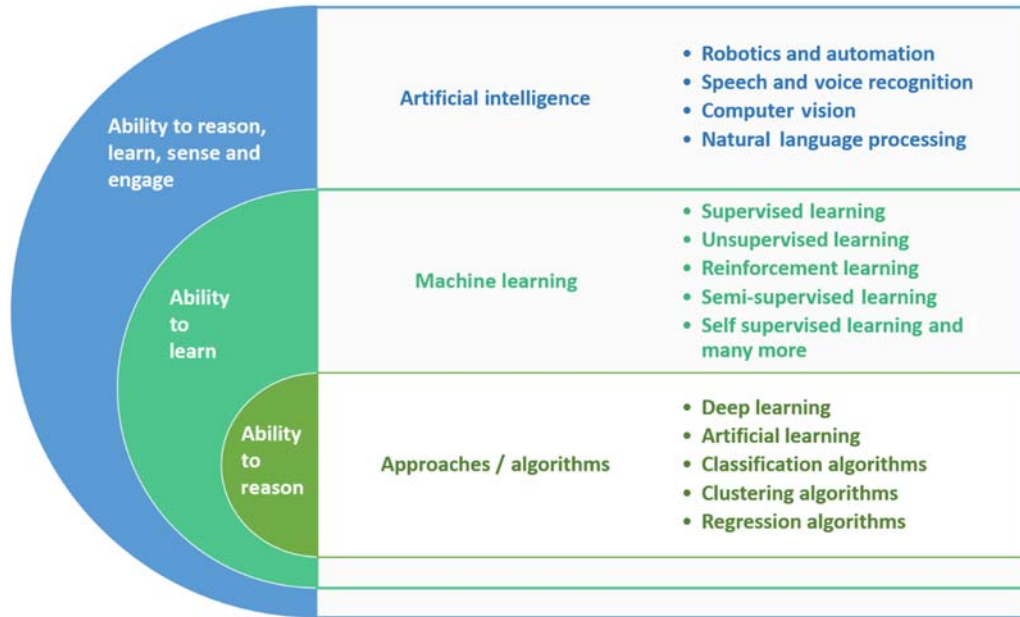 Ability to reason,
learn, sense and
engage
Artificial intelligence
• Robotics and automation
• Speech and voice recognition
• Computer vision
• Natural language processing
Ability
to
learn
Machine learning
• Supervised learning
• Unsupervised learning
• Reinforcement learning
• Semi-supervised learning
• Self supervised learning and
many more
Ability
to
reason
Approaches / algorithms
• Deep learning
• Artificial learning
• Classification algorithms
• Clustering algorithms
• Regression algorithms